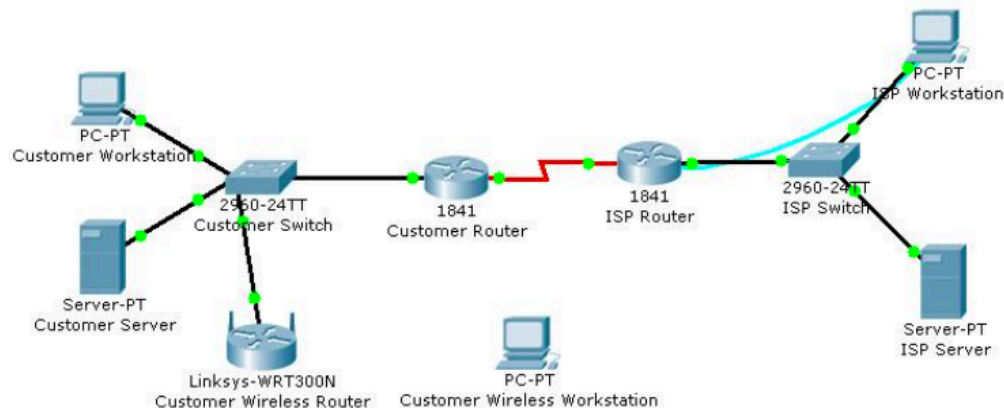 PC-PT
ISP Workstation
PC-PT
Customer Workstation
2960-24TT
Customer Switch
1841
Customer Router
1841
ISP Router
2960-24TT
ISP Switch
Server-PT
Customer Server
Server-PT
ISP Server
Linksys-WRT300N
Customer Wireless Router
PC-PT
Customer Wireless Workstation